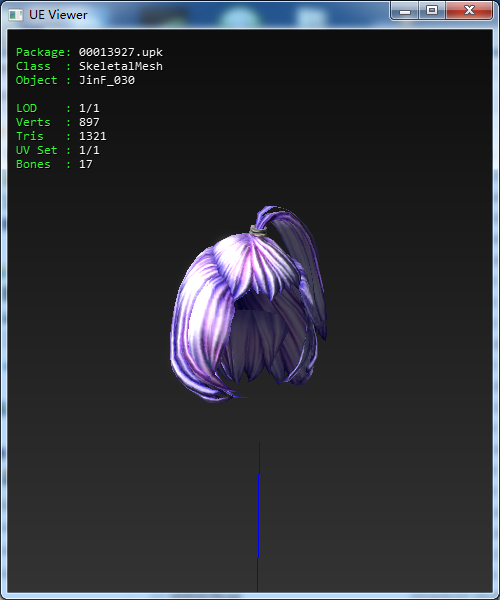 UE Viewer
Package: 00013927.upk
Class : SkeletalMesh
Object : JinF_030
LOD : 1/1
Verts : 897
Tris : 1321
UV Set : 1/1
Bones : 17